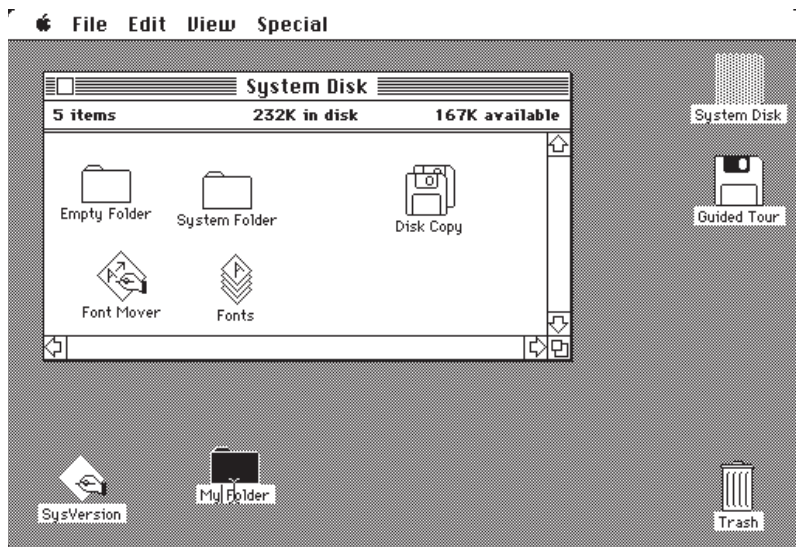 File Edit View Special
System Disk
5 items 232K in disk 167K available
Empty Folder System Folder Disk Copy
Font Mover Fonts
System Disk
Guided Tour
SysVersion
My Folder
Trash